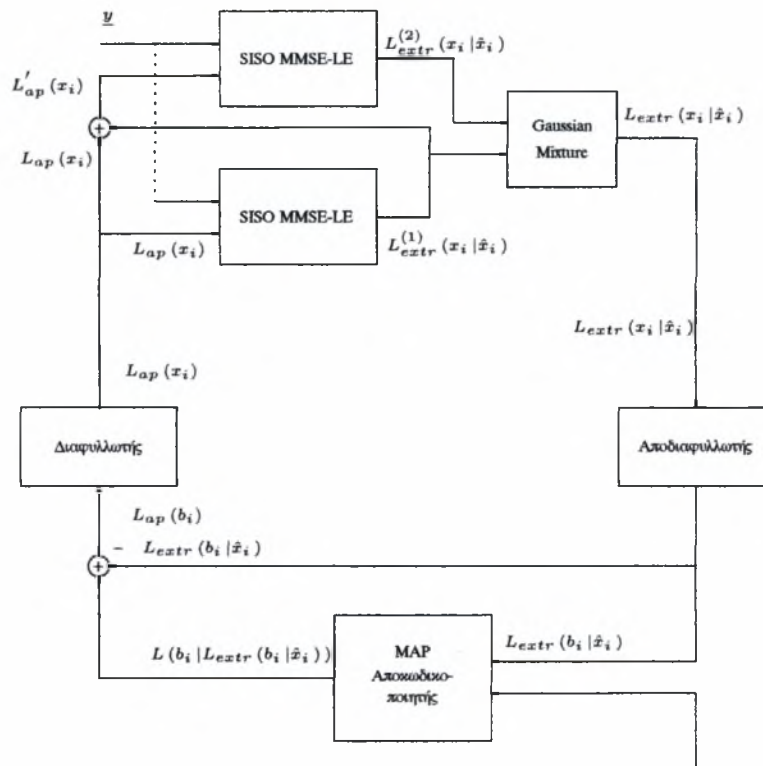 y
SISO MMSE-LE
L_{extr}^{(2)} (x_i | x̂_i)
L'_{ap} (x_i)
Gaussian
Mixture
L_{extr} (x_i | x̂_i)
L_{ap} (x_i)
SISO MMSE-LE
L_{ap} (x_i)
L_{extr}^{(1)} (x_i | x̂_i)
L_{extr} (x_i | x̂_i)
L_{ap} (x_i)
Διαφυλλωτής
Αποδιαφυλλωτής
L_{ap} (b_i)
− L_{extr} (b_i | x̂_i)
L (b_i | L_{extr} (b_i | x̂_i))
MAP
Αποκωδικο-
ποιητής
L_{extr} (b_i | x̂_i)